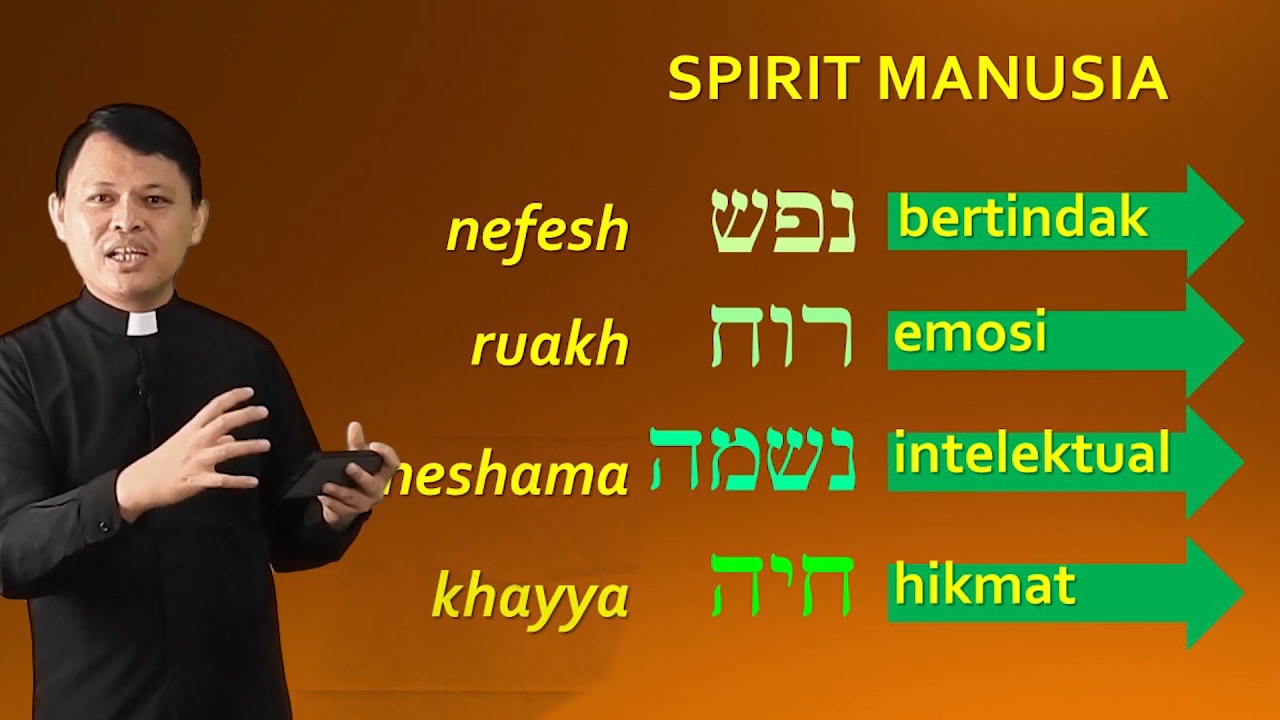 SPIRIT MANUSIA
nefesh נפש bertindak
ruakh רוח emosi
neshama נשמה intelektual
khayya חיה hikmat